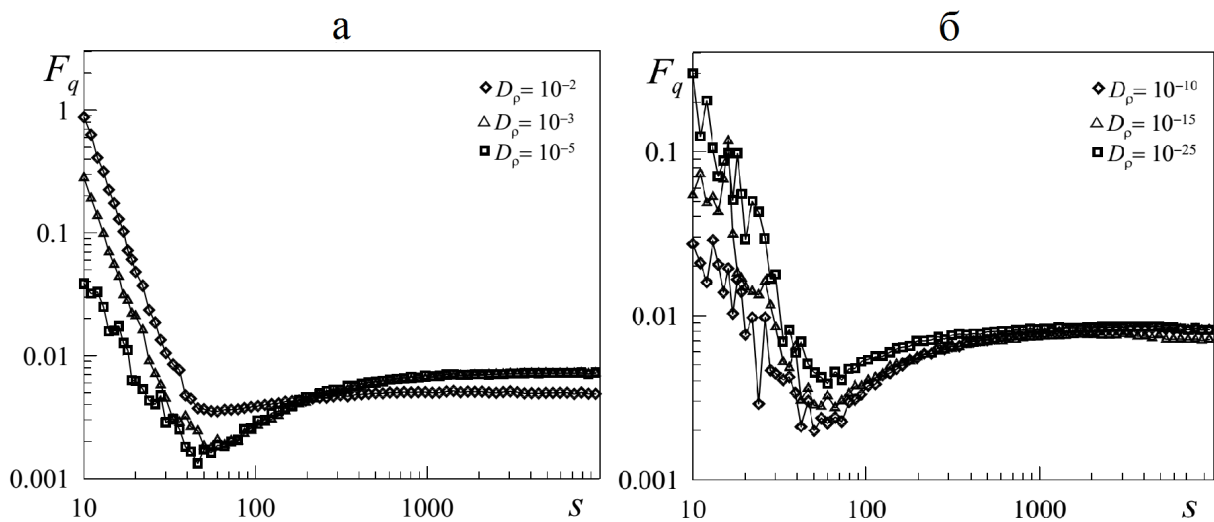 а
F_q
D_ρ = 10⁻²
D_ρ = 10⁻³
D_ρ = 10⁻⁵
1
0.1
0.01
0.001
10
100
1000
s
б
F_q
D_ρ = 10⁻¹⁰
D_ρ = 10⁻¹⁵
D_ρ = 10⁻²⁵
0.1
0.01
0.001
10
100
1000
s